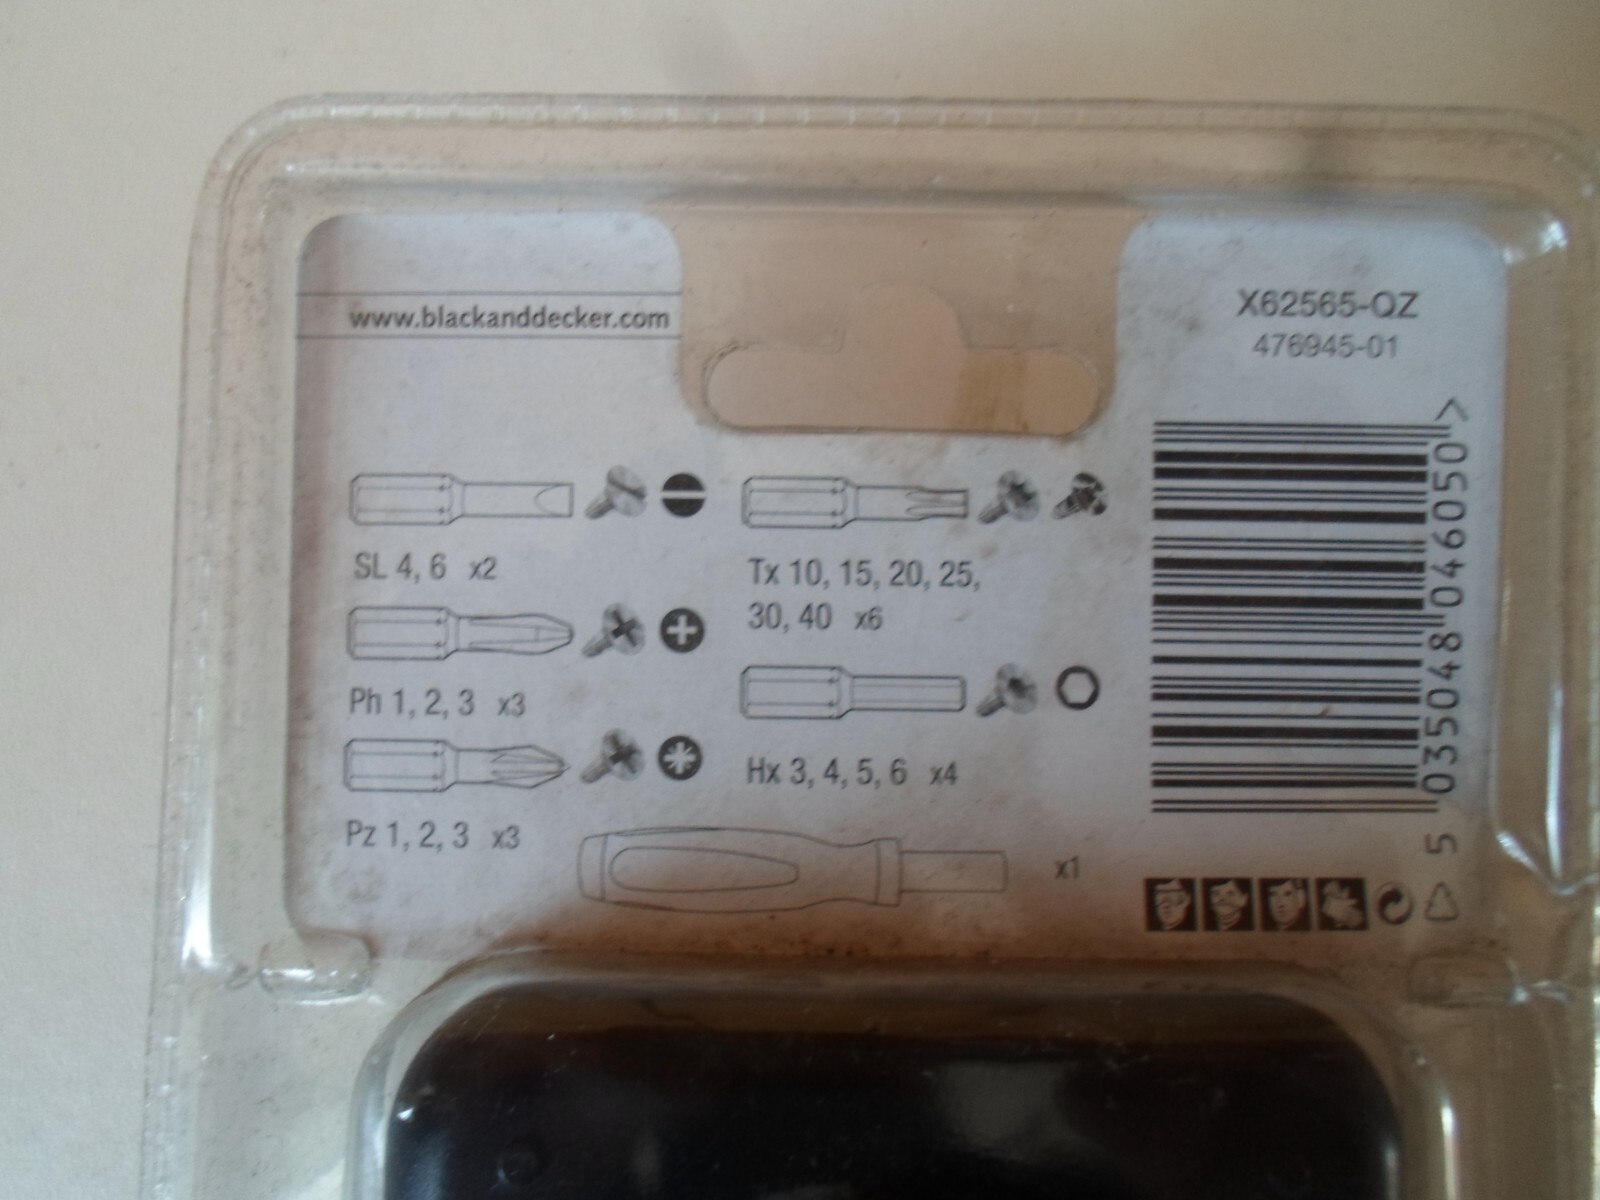 www.blackanddecker.com
X62565-QZ
476945-01
SL 4, 6 x2
Ph 1, 2, 3 x3
Pz 1, 2, 3 x3
Tx 10, 15, 20, 25,
30, 40 x6
Hx 3, 4, 5, 6 x4
x1
5 035048 046050 >